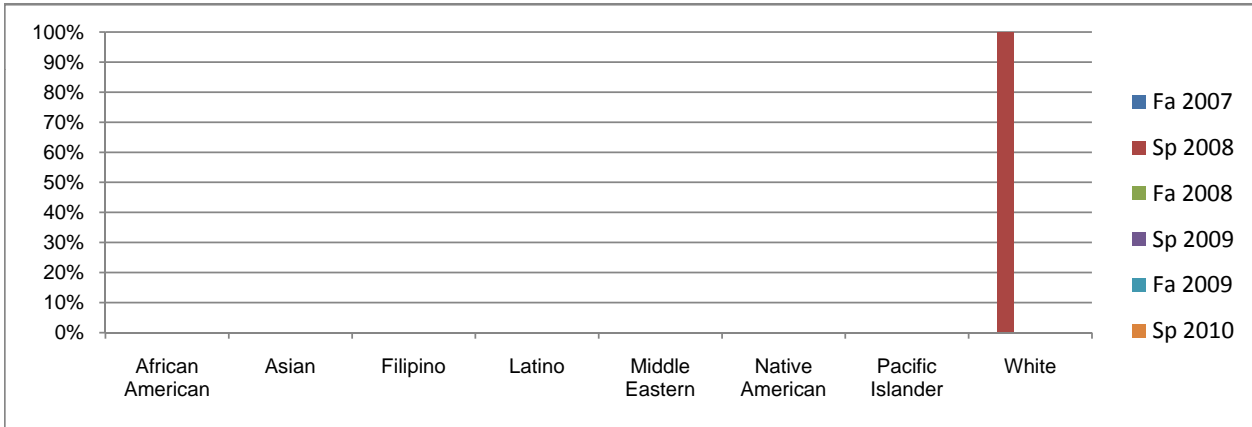 100%
90%
80%
70%
60%
50%
40%
30%
20%
10%
0%
African American
Asian
Filipino
Latino
Middle Eastern
Native American
Pacific Islander
White
Fa 2007
Sp 2008
Fa 2008
Sp 2009
Fa 2009
Sp 2010